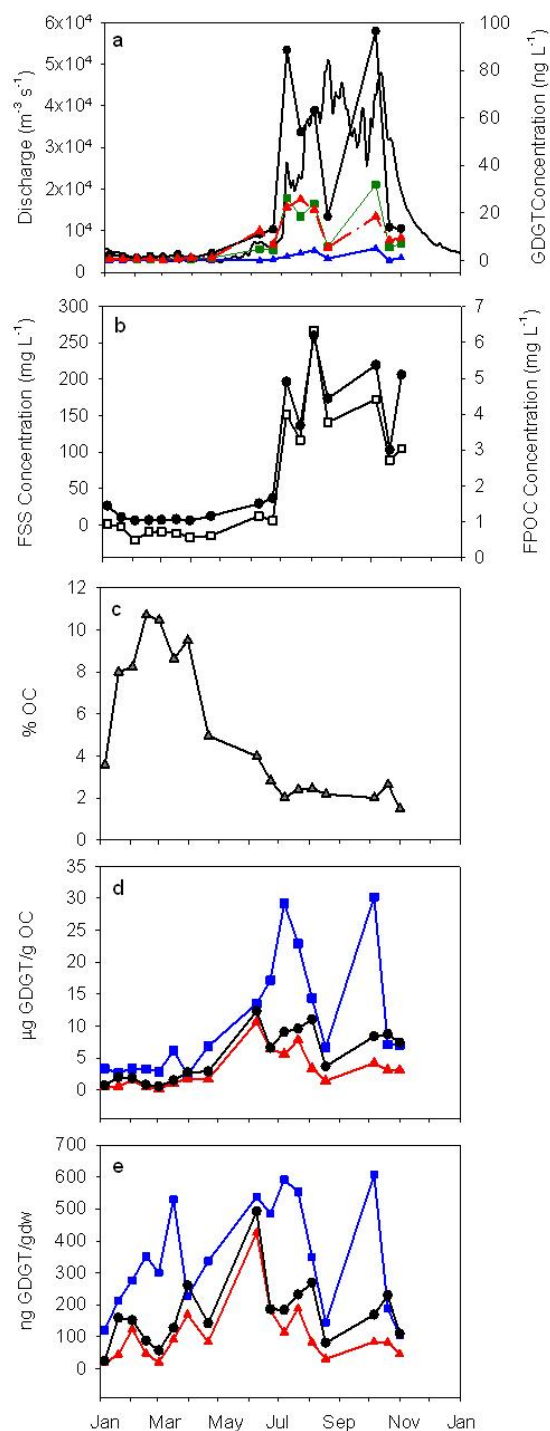 a
6x10⁴
5x10⁴
4x10⁴
3x10⁴
2x10⁴
1x10⁴
0
Discharge (m⁻³ s⁻¹)
100
80
60
40
20
0
GDGTConcentration (ng L⁻¹)
b
300
250
200
150
100
50
0
FSS Concentration (mg L⁻¹)
7
6
5
4
3
2
1
0
FPOC Concentration (mg L⁻¹)
c
12
10
8
6
4
2
0
% OC
d
35
30
25
20
15
10
5
0
µg GDGT/g OC
e
700
600
500
400
300
200
100
0
ng GDGT/gdw
Jan Mar May Jul Sep Nov Jan